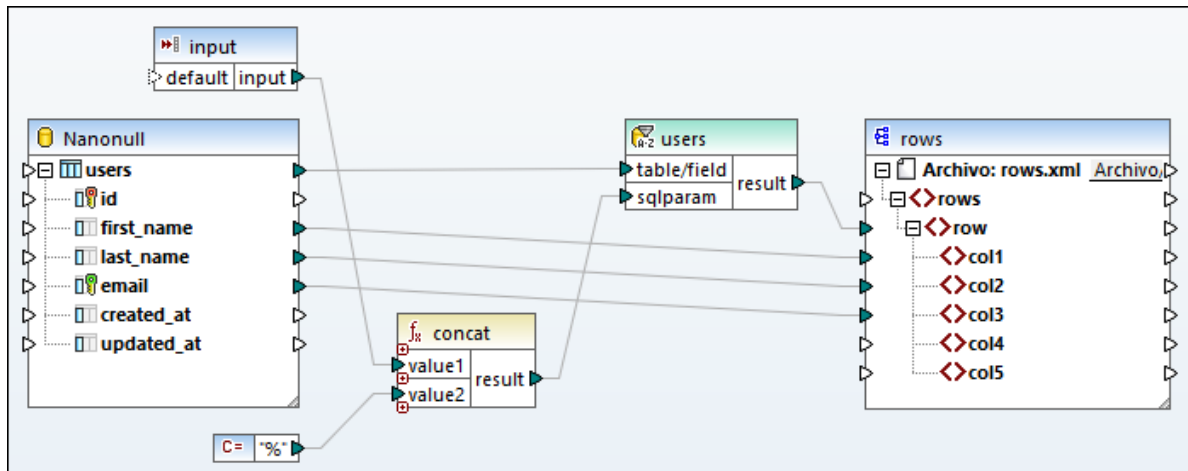 input
default input
Nanonull
users
id
first_name
last_name
email
created_at
updated_at
A-Z users
table/field
result
sqlparam
fx concat
value1
result
value2
C= "%"
rows
Archivo: rows.xml Archivo/
rows
row
col1
col2
col3
col4
col5